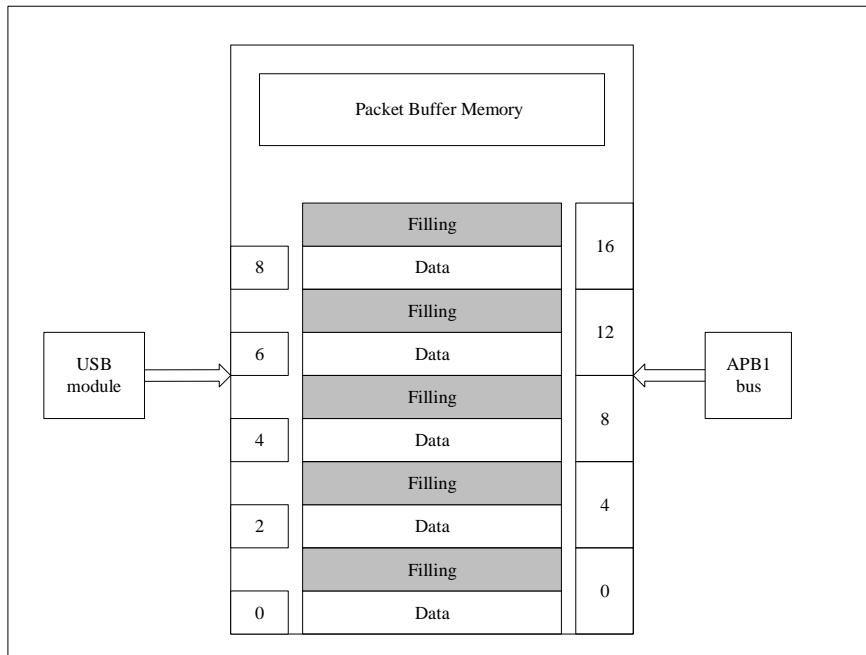 Packet Buffer Memory
Filling
16
8
Data
Filling
12
USB
module
6
Data
APB1
bus
Filling
8
4
Data
Filling
4
2
Data
Filling
0
0
Data